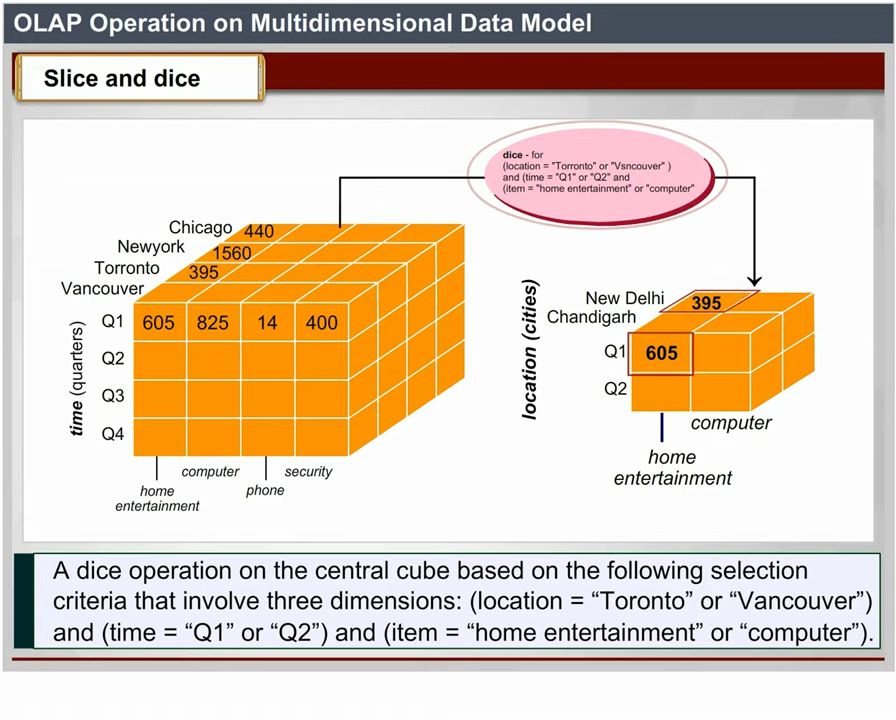 OLAP Operation on Multidimensional Data Model
Slice and dice
dice - for
(location = "Torronto" or "Vsncouver" )
and (time = "Q1" or "Q2" and
(item = "home entertainment" or "computer"
Chicago 440
Newyork 1560
Torronto 395
Vancouver
time (quarters)
Q1 605 825 14 400
Q2
Q3
Q4
computer security
home phone
entertainment
location (cities)
New Delhi 395
Chandigarh
Q1 605
Q2
computer
home
entertainment
A dice operation on the central cube based on the following selection
criteria that involve three dimensions: (location = “Toronto” or “Vancouver”)
and (time = “Q1” or “Q2”) and (item = “home entertainment” or “computer”).